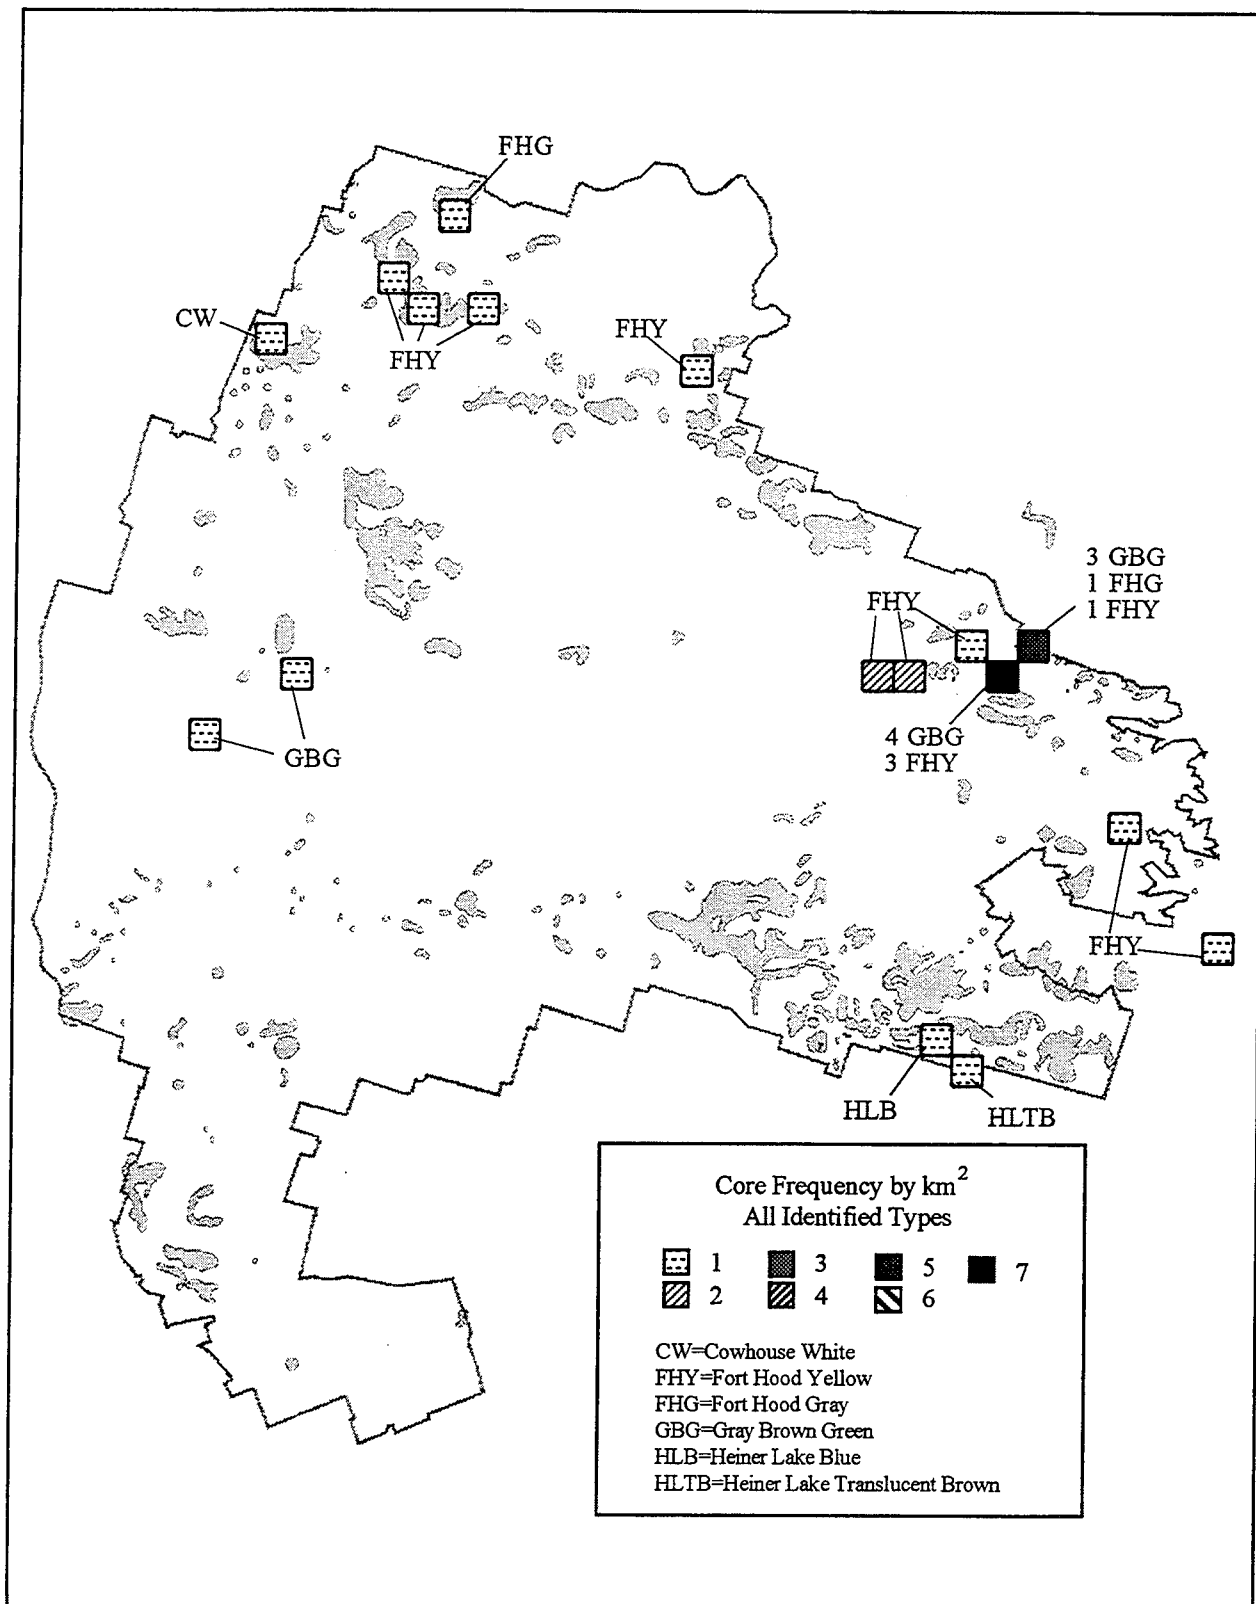 FHG
CW
FHY
FHY
3 GBG
1 FHG
1 FHY
FHY
4 GBG
3 FHY
GBG
FHY
HLB
HLTB
Core Frequency by km2
All Identified Types
1 3 5 7
2 4 6
CW=Cowhouse White
FHY=Fort Hood Yellow
FHG=Fort Hood Gray
GBG=Gray Brown Green
HLB=Heiner Lake Blue
HLTB=Heiner Lake Translucent Brown